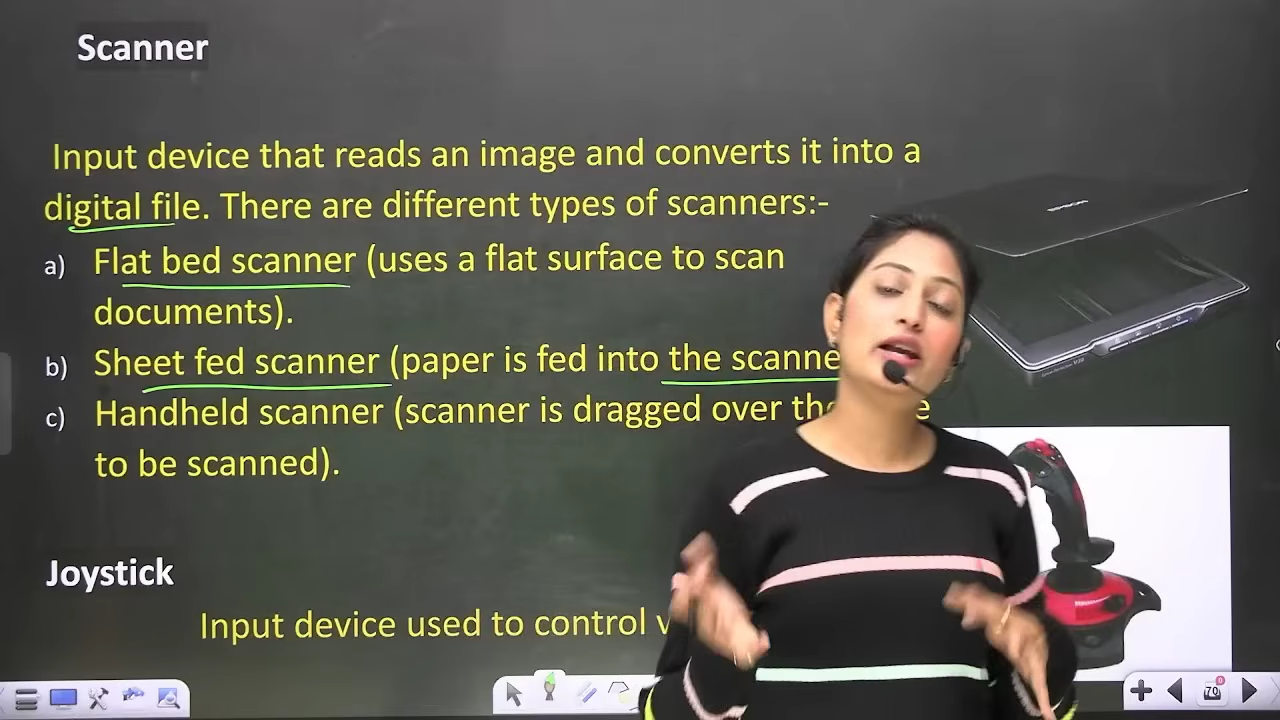 Scanner
Input device that reads an image and converts it into a
digital file. There are different types of scanners:-
a) Flat bed scanner (uses a flat surface to scan
documents).
b) Sheet fed scanner (paper is fed into the
c) Handheld scanner (scanner is dragged over
to be scanned).
Joystick
Input device used to control
70
0